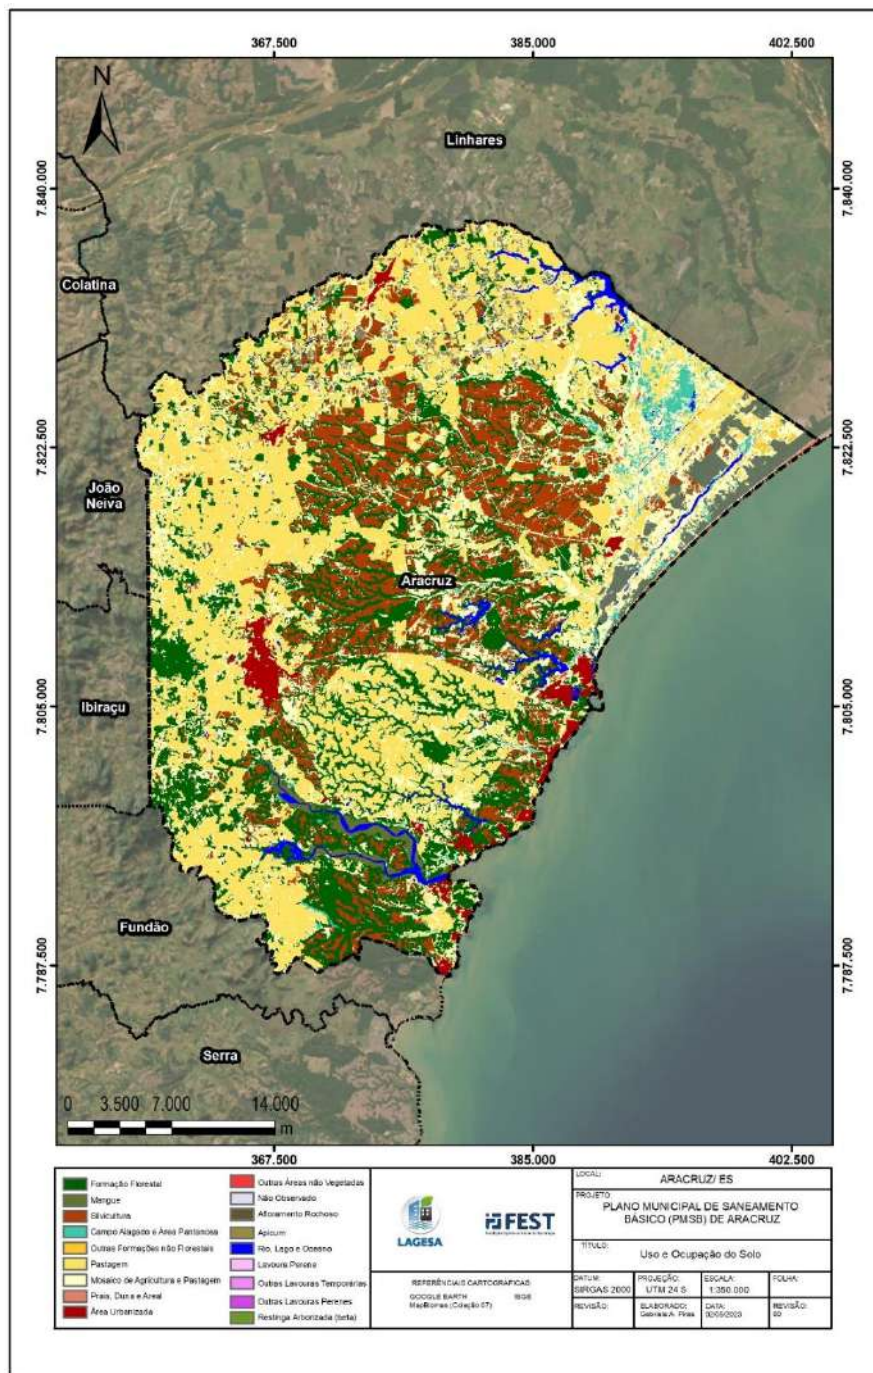 367.500 385.000 402.500
N
Linhares
7.840.000 7.840.000
Colatina
7.822.500 7.822.500
João
Neiva
Aracruz
Ibiraçu
7.805.000 7.805.000
Fundão
7.787.500 7.787.500
Serra
0 3.500 7.000 14.000
m
367.500 385.000 402.500
Formação Florestal
Mangue
Silvicultura
Campo Alagado e Área Pantanosa
Outras Formações não Florestais
Pastagem
Mosaico de Agricultura e Pastagem
Praia, Duna e Areal
Área Urbanizada
Outras Áreas não Vegetadas
Não Observado
Afloramento Rochoso
Apicum
Rio, Lago e Oceano
Lavoura Perene
Outras Lavouras Temporárias
Outras Lavouras Perenes
Restinga Arborizada (beta)
LAGESA
FEST
REFERÊNCIAIS CARTOGRAFICAS:
GOOGLE EARTH IBGE
MapBiomas (Coleção 07)
LOCAL:
ARACRUZ/ ES
PROJETO:
PLANO MUNICIPAL DE SANEAMENTO
BÁSICO (PMSB) DE ARACRUZ
TÍTULO:
Uso e Ocupação do Solo
DATUM:
SIRGAS 2000
PROJEÇÃO:
UTM 24 S
ESCALA:
1:350.000
FOLHA:
REVISÃO:
ELABORADO:
Gabriela A. Pires
DATA:
REVISÃO:
00